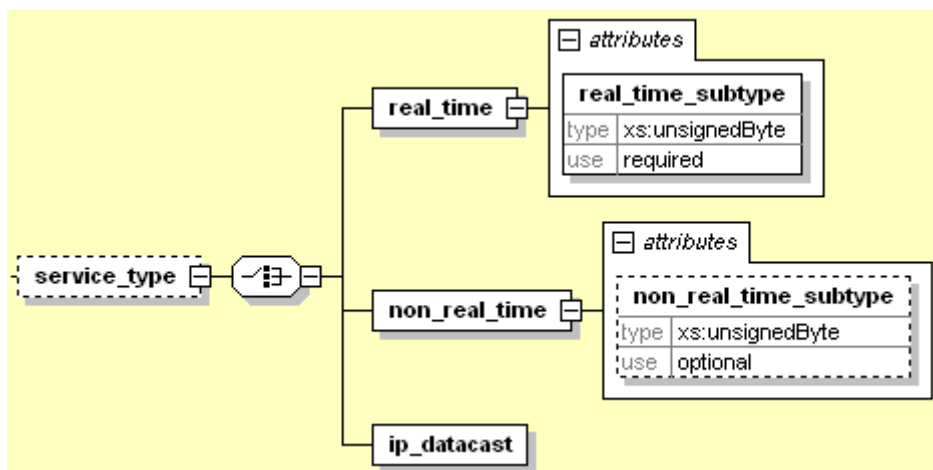 attributes
real_time_subtype
type xs:unsignedByte
use required
real_time
attributes
non_real_time_subtype
type xs:unsignedByte
use optional
service_type
non_real_time
ip_datacast